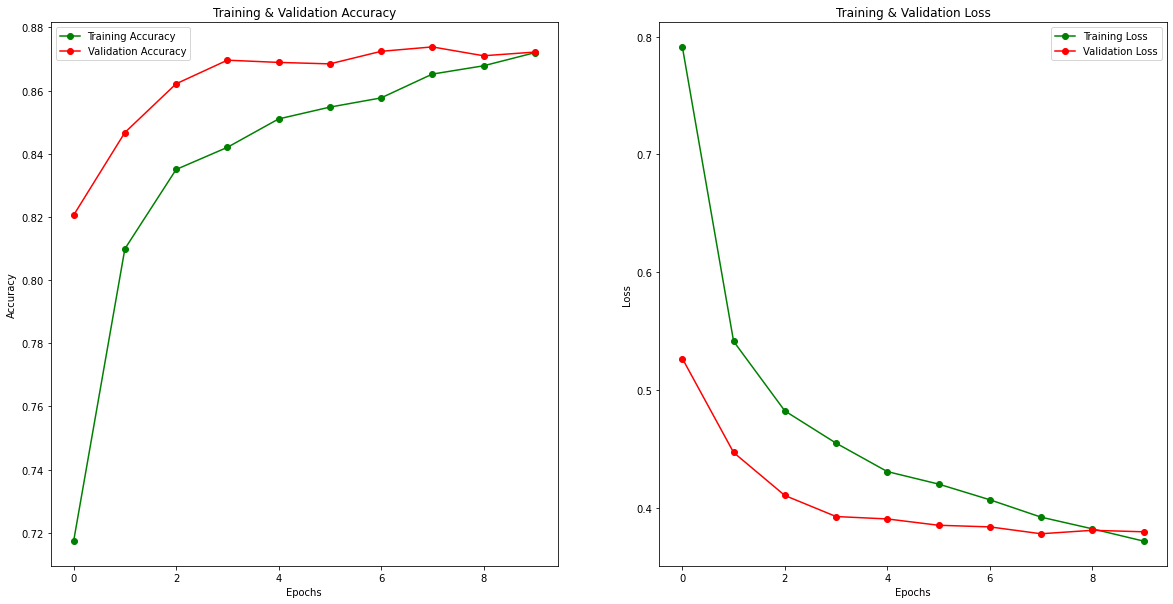 Training & Validation Accuracy
Training Accuracy
Validation Accuracy
0.88
0.86
0.84
0.82
0.80
0.78
0.76
0.74
0.72
Accuracy
0 2 4 6 8
Epochs
Training & Validation Loss
Training Loss
Validation Loss
0.8
0.7
0.6
0.5
0.4
Loss
0 2 4 6 8
Epochs